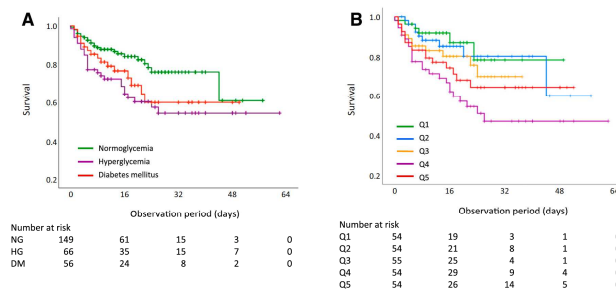 A
1.0
0.8
0.6
0.4
0.2
Survival
Normoglycemia
Hyperglycemia
Diabetes mellitus
0 16 32 48 64
Observation period (days)
Number at risk
NG 149 61 15 3 0
HG 66 35 15 7 0
DM 56 24 8 2 0
B
1.0
0.8
0.6
0.4
0.2
Survival
Q1
Q2
Q3
Q4
Q5
0 16 32 48 64
Observation period (days)
Number at risk
Q1 54 19 3 1
Q2 54 21 8 1
Q3 55 25 4 1
Q4 54 29 9 4
Q5 54 26 14 5